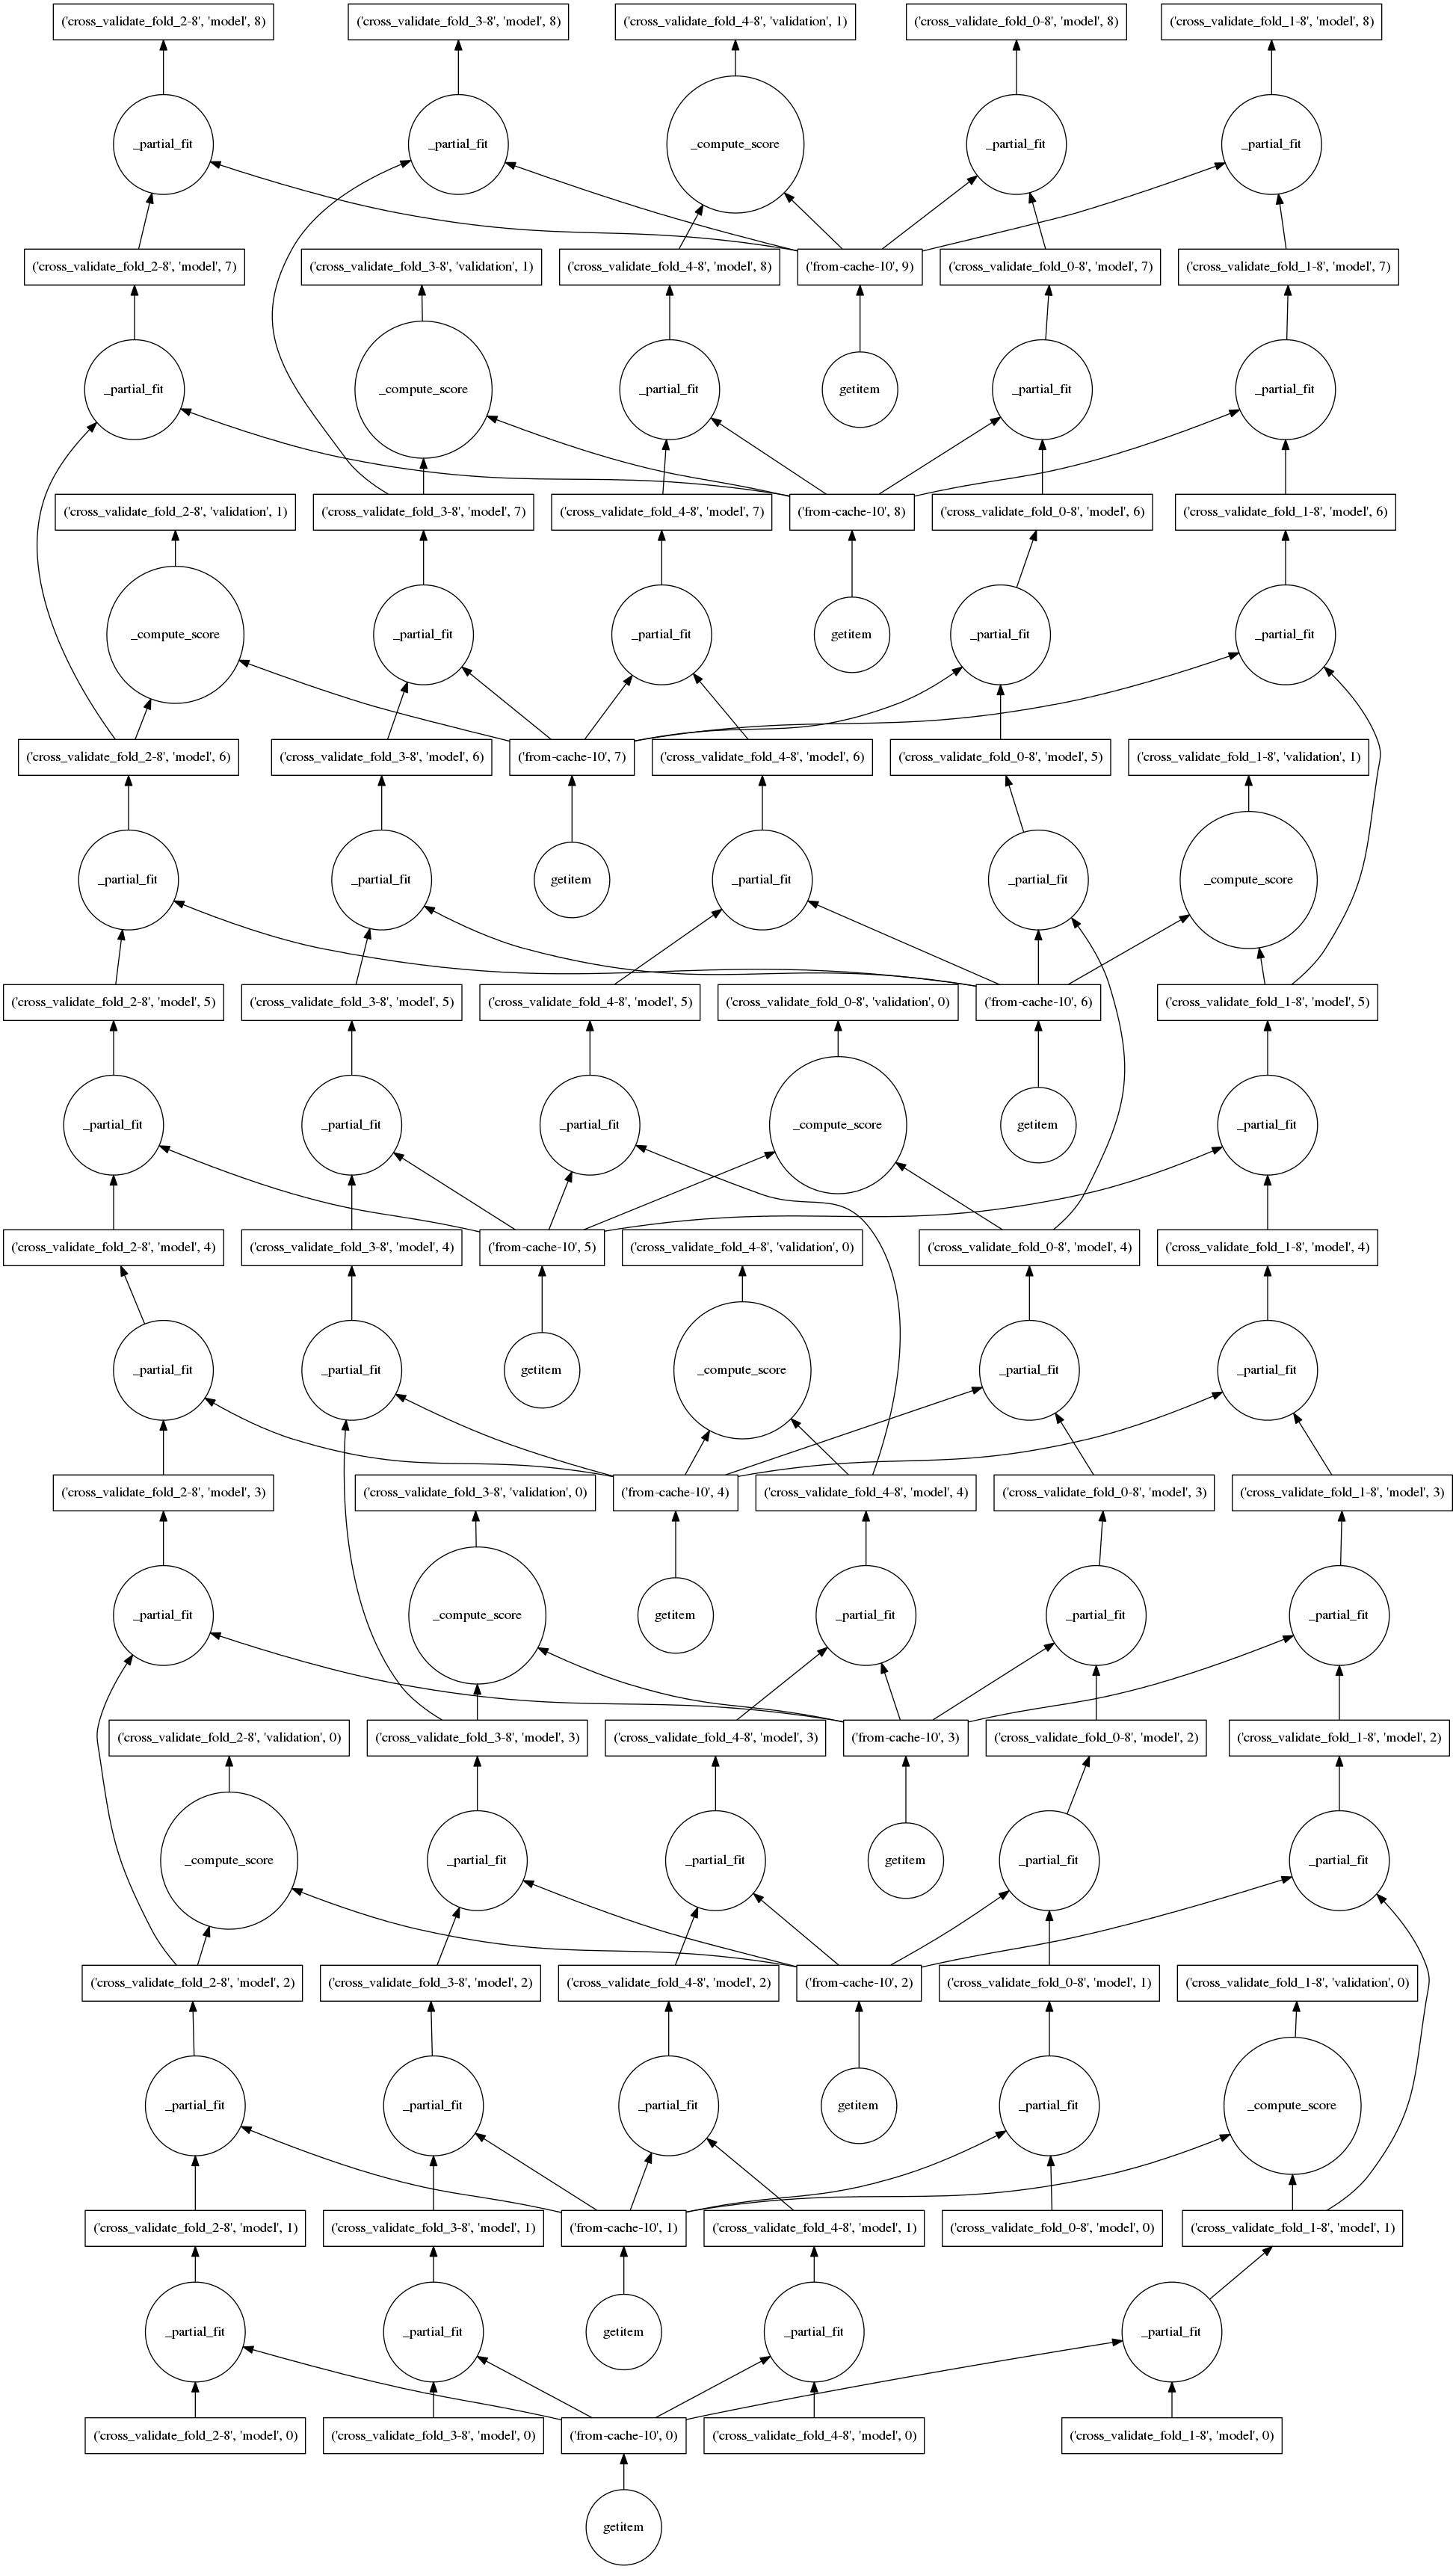 ('cross_validate_fold_2-8', 'model', 8)
('cross_validate_fold_3-8', 'model', 8)
('cross_validate_fold_4-8', 'validation', 1)
('cross_validate_fold_0-8', 'model', 8)
('cross_validate_fold_1-8', 'model', 8)
_partial_fit
_partial_fit
_compute_score
_partial_fit
_partial_fit
('cross_validate_fold_2-8', 'model', 7)
('cross_validate_fold_3-8', 'validation', 1)
('cross_validate_fold_4-8', 'model', 8)
('from-cache-10', 9)
('cross_validate_fold_0-8', 'model', 7)
('cross_validate_fold_1-8', 'model', 7)
_partial_fit
_compute_score
_partial_fit
getitem
_partial_fit
_partial_fit
('cross_validate_fold_2-8', 'validation', 1)
('cross_validate_fold_3-8', 'model', 7)
('cross_validate_fold_4-8', 'model', 7)
('from-cache-10', 8)
('cross_validate_fold_0-8', 'model', 6)
('cross_validate_fold_1-8', 'model', 6)
_compute_score
_partial_fit
_partial_fit
getitem
_partial_fit
_partial_fit
('cross_validate_fold_2-8', 'model', 6)
('cross_validate_fold_3-8', 'model', 6)
('from-cache-10', 7)
('cross_validate_fold_4-8', 'model', 6)
('cross_validate_fold_0-8', 'model', 5)
('cross_validate_fold_1-8', 'validation', 1)
_partial_fit
_partial_fit
getitem
_partial_fit
_partial_fit
_compute_score
('cross_validate_fold_2-8', 'model', 5)
('cross_validate_fold_3-8', 'model', 5)
('cross_validate_fold_4-8', 'model', 5)
('cross_validate_fold_0-8', 'validation', 0)
('from-cache-10', 6)
('cross_validate_fold_1-8', 'model', 5)
_partial_fit
_partial_fit
_partial_fit
_compute_score
getitem
_partial_fit
('cross_validate_fold_2-8', 'model', 4)
('cross_validate_fold_3-8', 'model', 4)
('from-cache-10', 5)
('cross_validate_fold_4-8', 'validation', 0)
('cross_validate_fold_0-8', 'model', 4)
('cross_validate_fold_1-8', 'model', 4)
_partial_fit
_partial_fit
getitem
_compute_score
_partial_fit
_partial_fit
('cross_validate_fold_2-8', 'model', 3)
('cross_validate_fold_3-8', 'validation', 0)
('from-cache-10', 4)
('cross_validate_fold_4-8', 'model', 4)
('cross_validate_fold_0-8', 'model', 3)
('cross_validate_fold_1-8', 'model', 3)
_partial_fit
_compute_score
getitem
_partial_fit
_partial_fit
_partial_fit
('cross_validate_fold_2-8', 'validation', 0)
('cross_validate_fold_3-8', 'model', 3)
('cross_validate_fold_4-8', 'model', 3)
('from-cache-10', 3)
('cross_validate_fold_0-8', 'model', 2)
('cross_validate_fold_1-8', 'model', 2)
_compute_score
_partial_fit
_partial_fit
getitem
_partial_fit
_partial_fit
('cross_validate_fold_2-8', 'model', 2)
('cross_validate_fold_3-8', 'model', 2)
('cross_validate_fold_4-8', 'model', 2)
('from-cache-10', 2)
('cross_validate_fold_0-8', 'model', 1)
('cross_validate_fold_1-8', 'validation', 0)
_partial_fit
_partial_fit
_partial_fit
getitem
_partial_fit
_compute_score
('cross_validate_fold_2-8', 'model', 1)
('cross_validate_fold_3-8', 'model', 1)
('from-cache-10', 1)
('cross_validate_fold_4-8', 'model', 1)
('cross_validate_fold_0-8', 'model', 0)
('cross_validate_fold_1-8', 'model', 1)
_partial_fit
_partial_fit
getitem
_partial_fit
_partial_fit
('cross_validate_fold_2-8', 'model', 0)
('cross_validate_fold_3-8', 'model', 0)
('from-cache-10', 0)
('cross_validate_fold_4-8', 'model', 0)
('cross_validate_fold_1-8', 'model', 0)
getitem